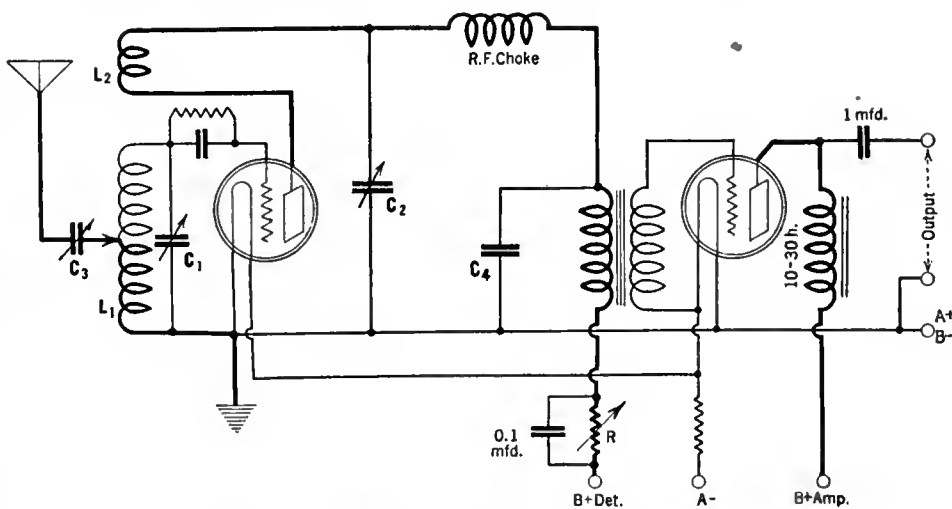 L2
R.F.Choke
1 mfd.
C2
C3
C1
L1
C4
10-30 h.
Output
A+
B-
0.1
mfd.
R
B+Det.
A-
B+Amp.